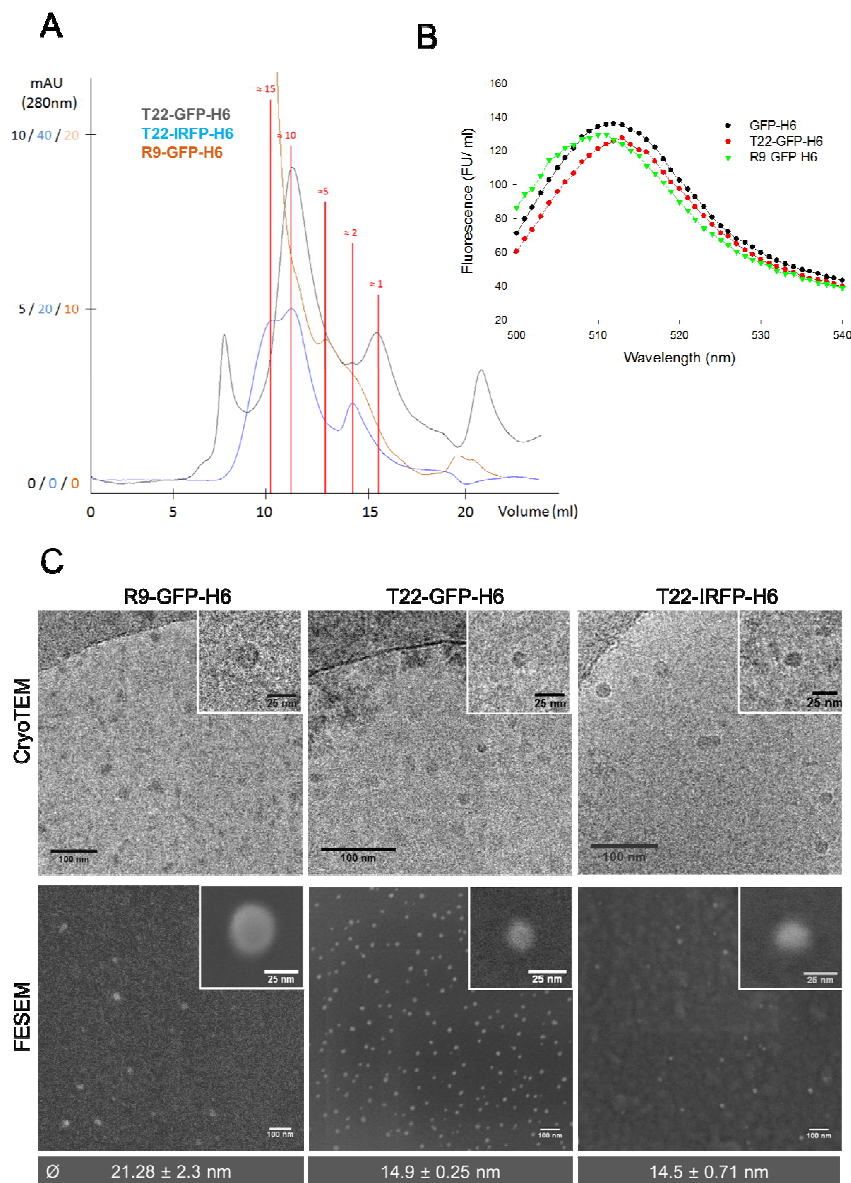 A
mAU
(280nm)
10 / 40 / 20
5 / 20 / 10
0 / 0 / 0
T22-GFP-H6
T22-IRFP-H6
R9-GFP-H6
≈ 15
≈ 10
≈5
≈ 2
≈ 1
0 5 10 15 20 Volume (ml)
B
160
140
120
100
80
60
40
20
Fluorescence (FU/ ml)
GFP-H6
T22-GFP-H6
R9-GFP-H6
500 510 520 530 540
Wavelength (nm)
C
R9-GFP-H6 T22-GFP-H6 T22-IRFP-H6
CryoTEM
25 nm 25 nm 25 nm
100 nm 100 nm 100 nm
FESEM
25 nm 25 nm 25 nm
100 nm 100 nm 100 nm
Ø 21.28 ± 2.3 nm 14.9 ± 0.25 nm 14.5 ± 0.71 nm